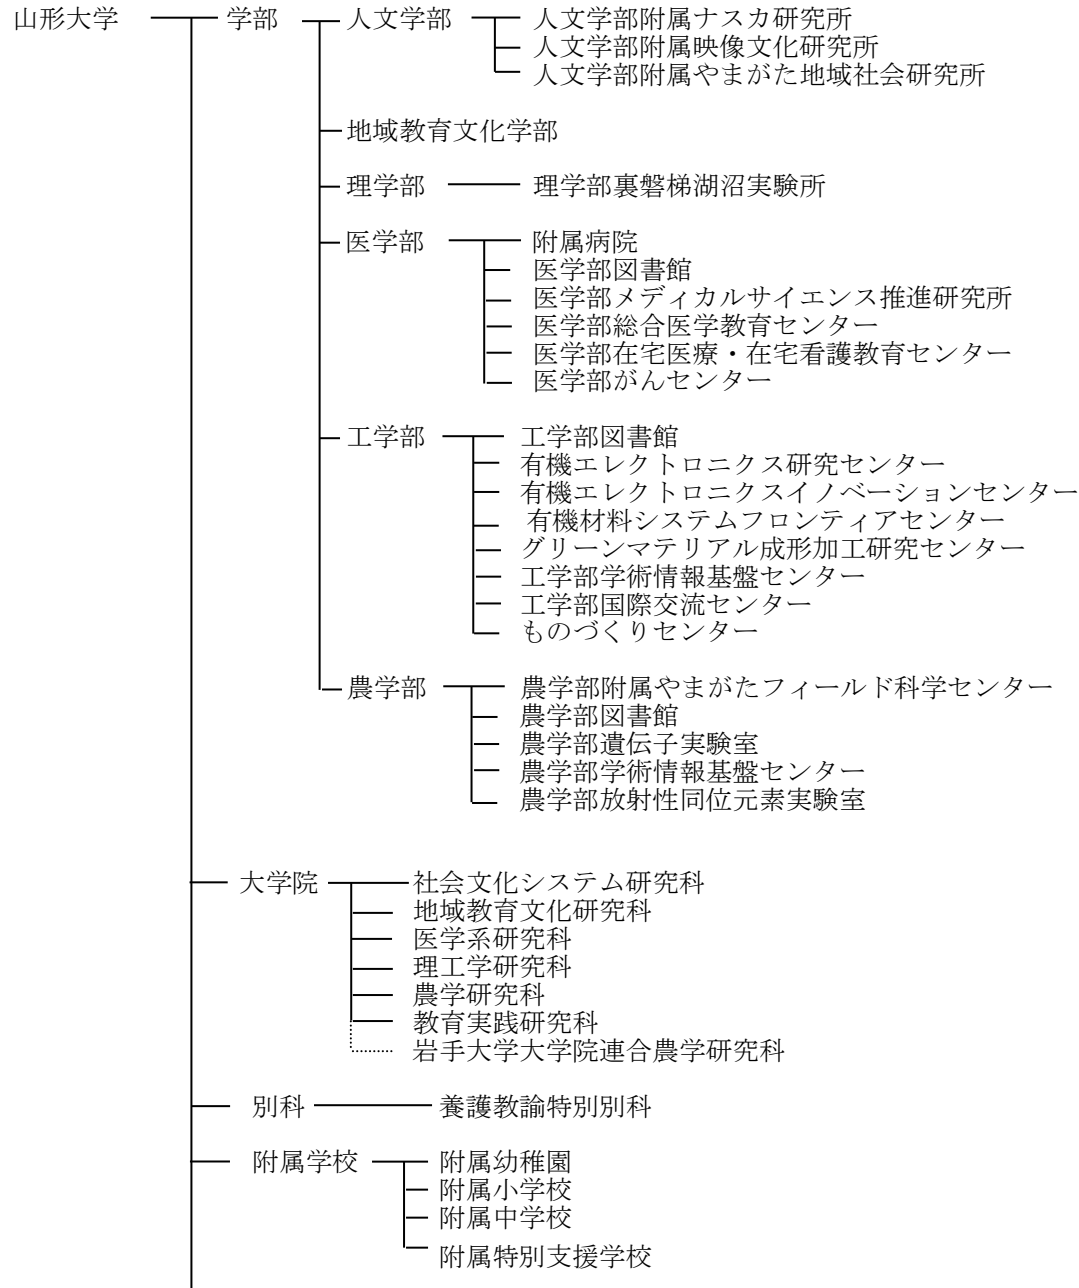 山形大学 学部 人文学部 人文学部附属ナスカ研究所
人文学部附属映像文化研究所
人文学部附属やまがた地域社会研究所
地域教育文化学部
理学部 理学部裏磐梯湖沼実験所
医学部 附属病院
医学部図書館
医学部メディカルサイエンス推進研究所
医学部総合医学教育センター
医学部在宅医療・在宅看護教育センター
医学部がんセンター
工学部 工学部図書館
有機エレクトロニクス研究センター
有機エレクトロニクスイノベーションセンター
有機材料システムフロンティアセンター
グリーンマテリアル成形加工研究センター
工学部学術情報基盤センター
工学部国際交流センター
ものづくりセンター
農学部 農学部附属やまがたフィールド科学センター
農学部図書館
農学部遺伝子実験室
農学部学術情報基盤センター
農学部放射性同位元素実験室
大学院 社会文化システム研究科
地域教育文化研究科
医学系研究科
理工学研究科
農学研究科
教育実践研究科
岩手大学大学院連合農学研究科
別科 養護教諭特別別科
附属学校 附属幼稚園
附属小学校
附属中学校
附属特別支援学校